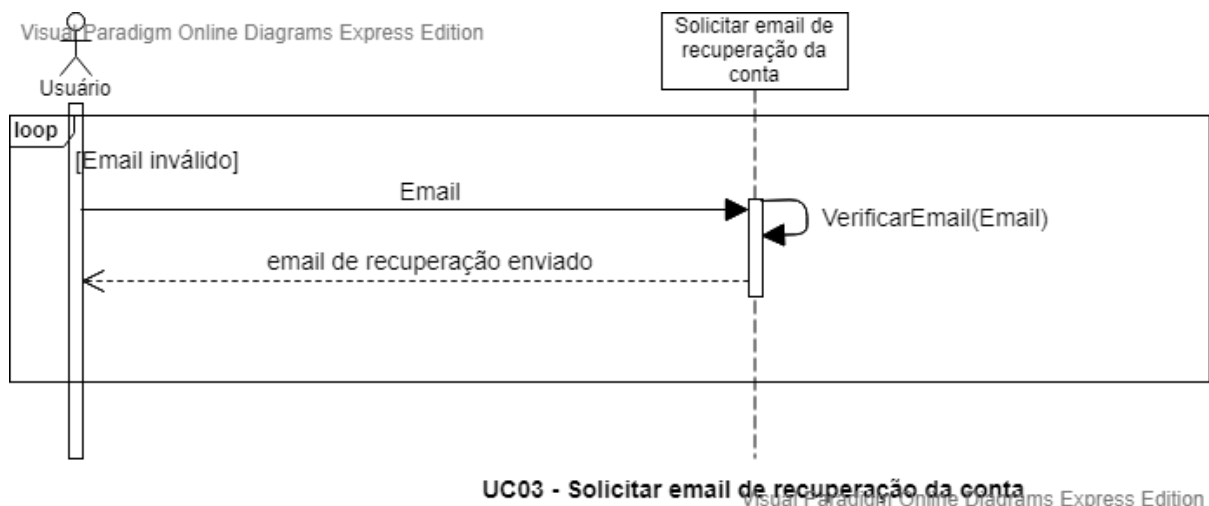 Visual Paradigm Online Diagrams Express Edition
Usuário
Solicitar email de
recuperação da
conta
loop
[Email inválido]
Email
VerificarEmail(Email)
email de recuperação enviado
UC03 - Solicitar email de recuperação da conta
Visual Paradigm Online Diagrams Express Edition